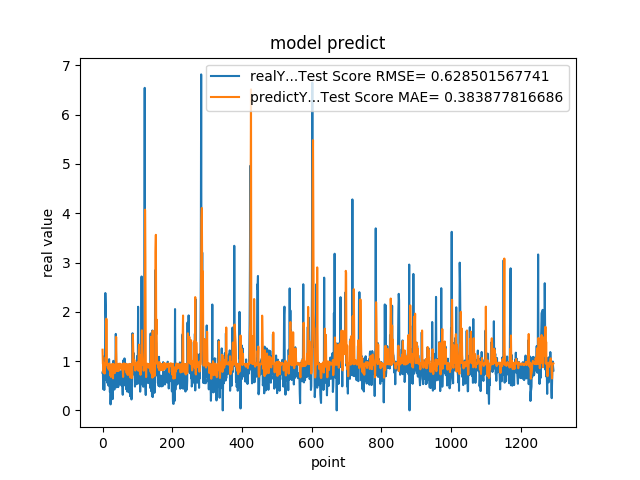 model predict
realY...Test Score RMSE= 0.628501567741
predictY...Test Score MAE= 0.383877816686
7
6
5
4
3
2
1
0
real value
0 200 400 600 800 1000 1200
point